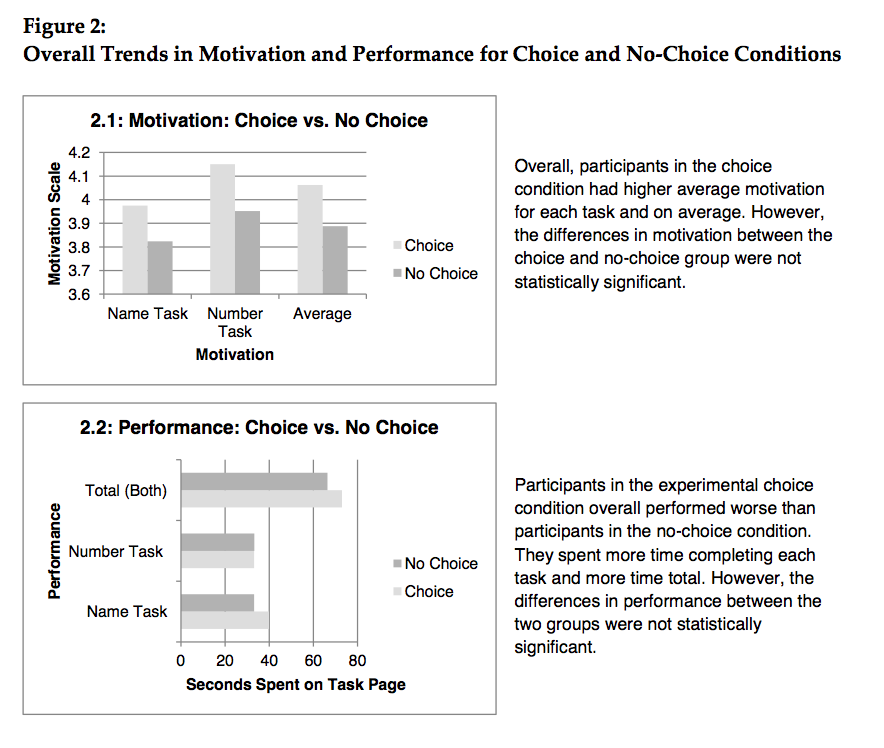 Figure 2:
Overall Trends in Motivation and Performance for Choice and No-Choice Conditions
2.1: Motivation: Choice vs. No Choice
4.2
4.1
4
3.9
3.8
3.7
3.6
Motivation Scale
Name Task
Number
Task
Average
Motivation
Choice
No Choice
Overall, participants in the choice
condition had higher average motivation
for each task and on average. However,
the differences in motivation between the
choice and no-choice group were not
statistically significant.
2.2: Performance: Choice vs. No Choice
Performance
Total (Both)
Number Task
Name Task
0 20 40 60 80
Seconds Spent on Task Page
No Choice
Choice
Participants in the experimental choice
condition overall performed worse than
participants in the no-choice condition.
They spent more time completing each
task and more time total. However, the
differences in performance between the
two groups were not statistically
significant.